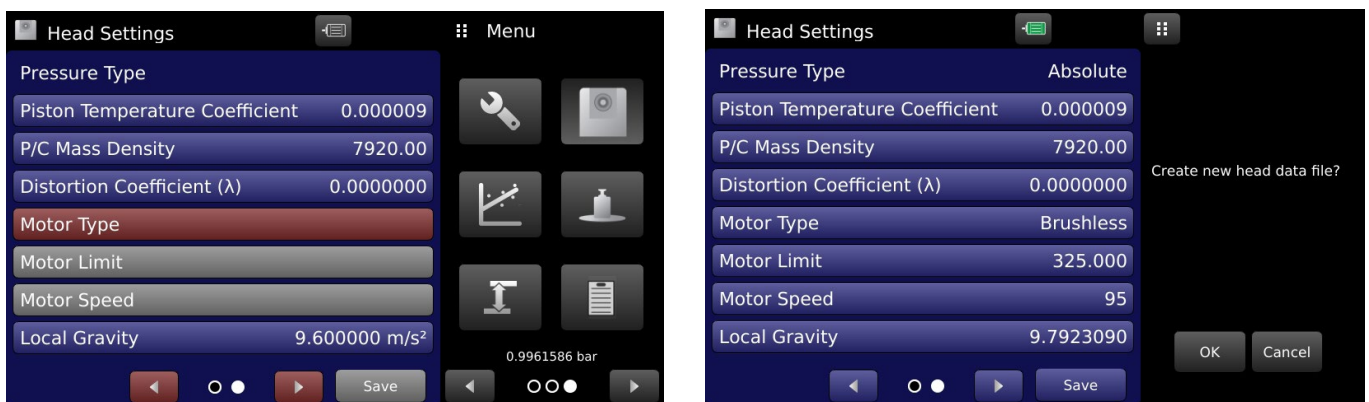 Head Settings
Menu
Pressure Type
Piston Temperature Coefficient 0.000009
P/C Mass Density 7920.00
Distortion Coefficient (λ) 0.0000000
Motor Type
Motor Limit
Motor Speed
Local Gravity 9.600000 m/s²
Save
0.9961586 bar
Head Settings
Pressure Type Absolute
Piston Temperature Coefficient 0.000009
P/C Mass Density 7920.00
Distortion Coefficient (λ) 0.0000000
Motor Type Brushless
Motor Limit 325.000
Motor Speed 95
Local Gravity 9.7923090
Save
Create new head data file?
OK Cancel